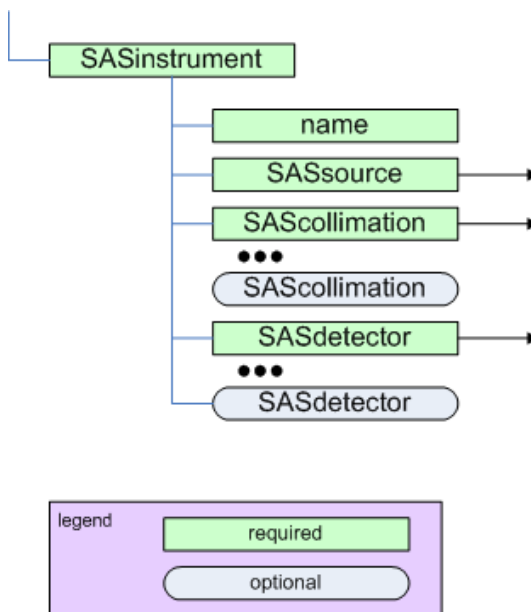 SASinstrument
name
SASsource
SAScollimation
SAScollimation
SASdetector
SASdetector
legend
required
optional